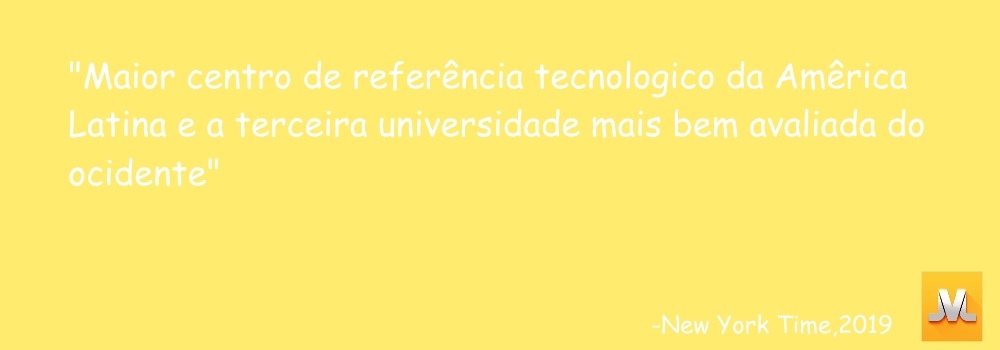 "Maior centro de referência tecnologico da Amêrica
Latina e a terceira universidade mais bem avaliada do
ocidente"
-New York Time,2019